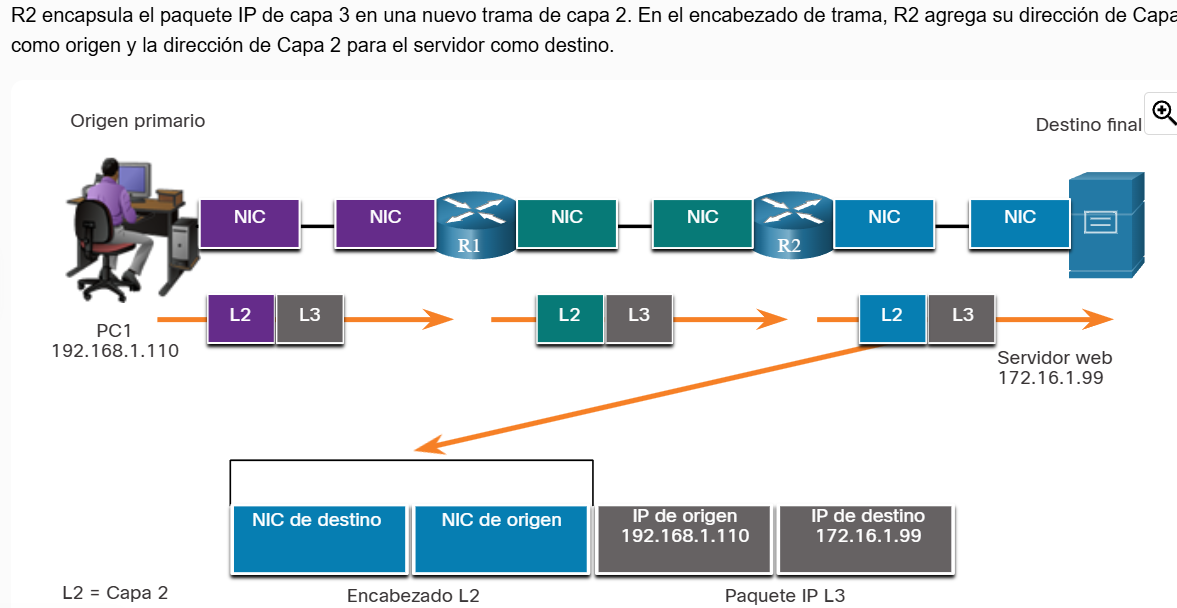 R2 encapsula el paquete IP de capa 3 en una nuevo trama de capa 2. En el encabezado de trama, R2 agrega su dirección de Capa
como origen y la dirección de Capa 2 para el servidor como destino.
Origen primario
Destino final
NIC
NIC
R1
NIC
NIC
R2
NIC
NIC
L2
L3
L2
L3
L2
L3
PC1
192.168.1.110
Servidor web
172.16.1.99
NIC de destino
NIC de origen
IP de origen
192.168.1.110
IP de destino
172.16.1.99
L2 = Capa 2
Encabezado L2
Paquete IP L3